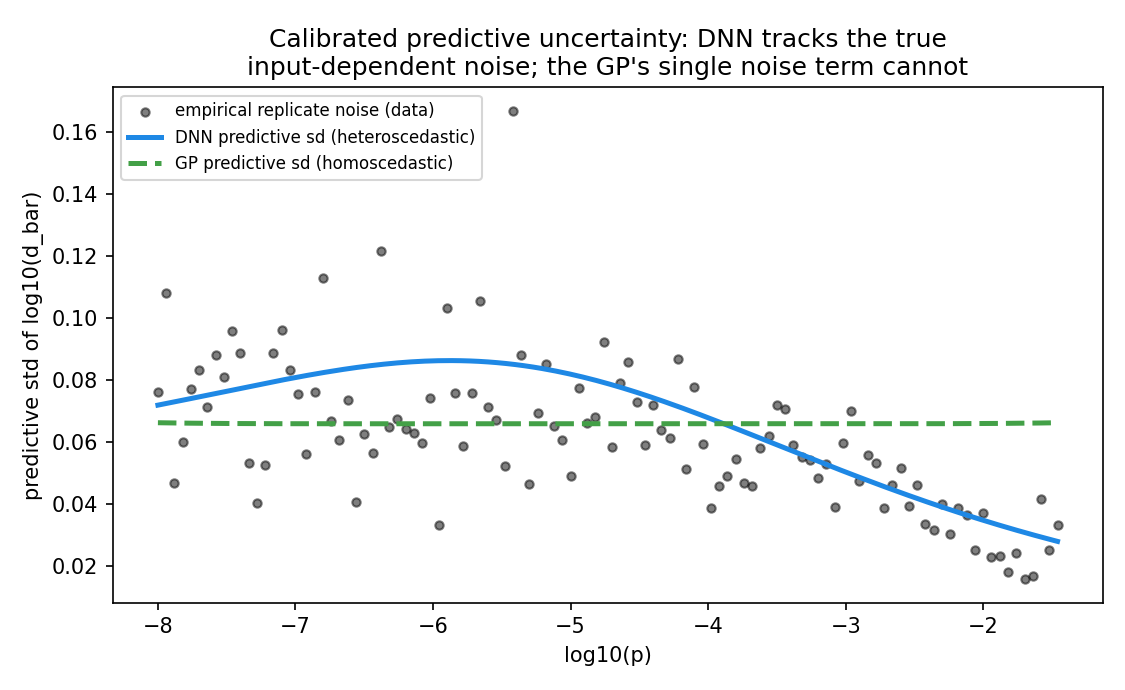 Calibrated predictive uncertainty: DNN tracks the true
input-dependent noise; the GP's single noise term cannot
empirical replicate noise (data)
DNN predictive sd (heteroscedastic)
GP predictive sd (homoscedastic)
predictive std of log10(d_bar)
0.16
0.14
0.12
0.10
0.08
0.06
0.04
0.02
−8 −7 −6 −5 −4 −3 −2
log10(p)